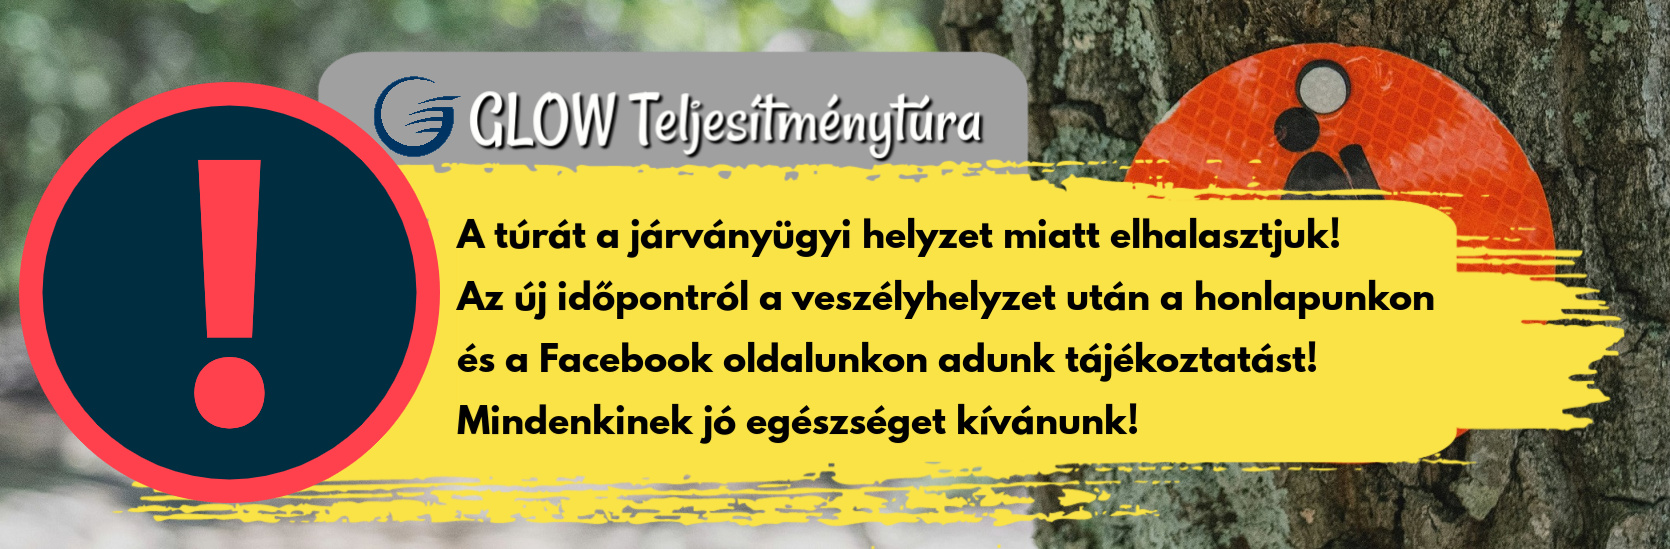 GLOW Teljesítménytúra
A túrát a járványügyi helyzet miatt elhalasztjuk!
Az új időpontról a veszélyhelyzet után a honlapunkon
és a Facebook oldalunkon adunk tájékoztatást!
Mindenkinek jó egészséget kívánunk!